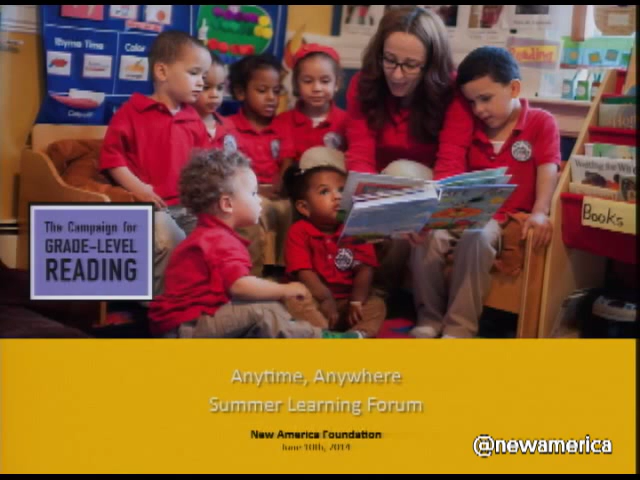 Rhyme Time
Color
Books
The Campaign for
GRADE-LEVEL
READING
Anytime, Anywhere
Summer Learning Forum
New America Foundation
June 10th, 2014
@newamerica